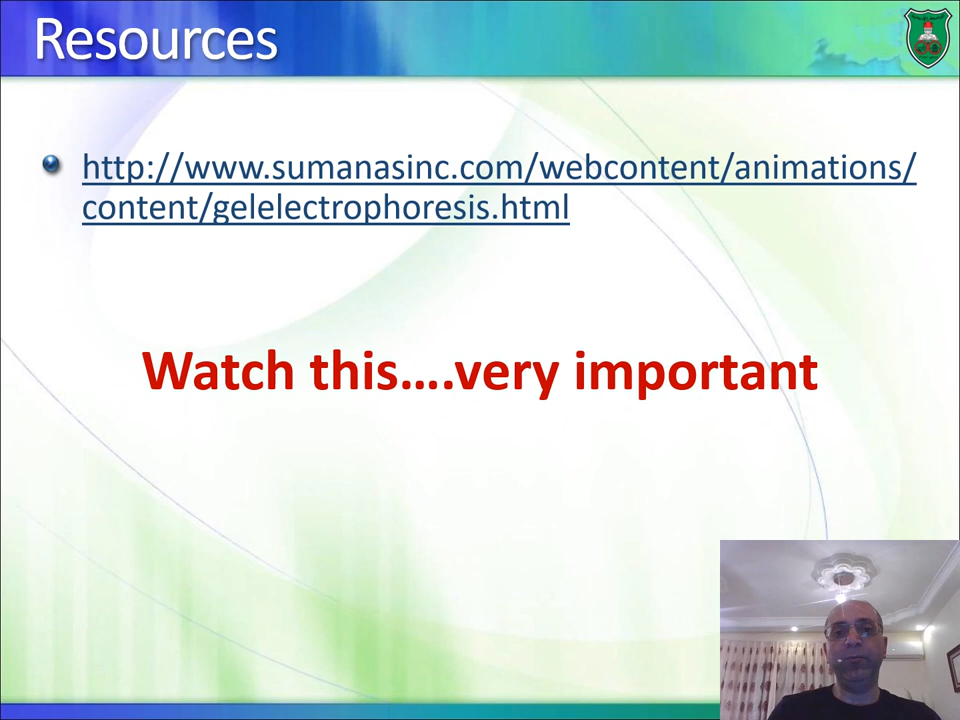 Resources
http://www.sumanasinc.com/webcontent/animations/
content/gelelectrophoresis.html
Watch this….very important